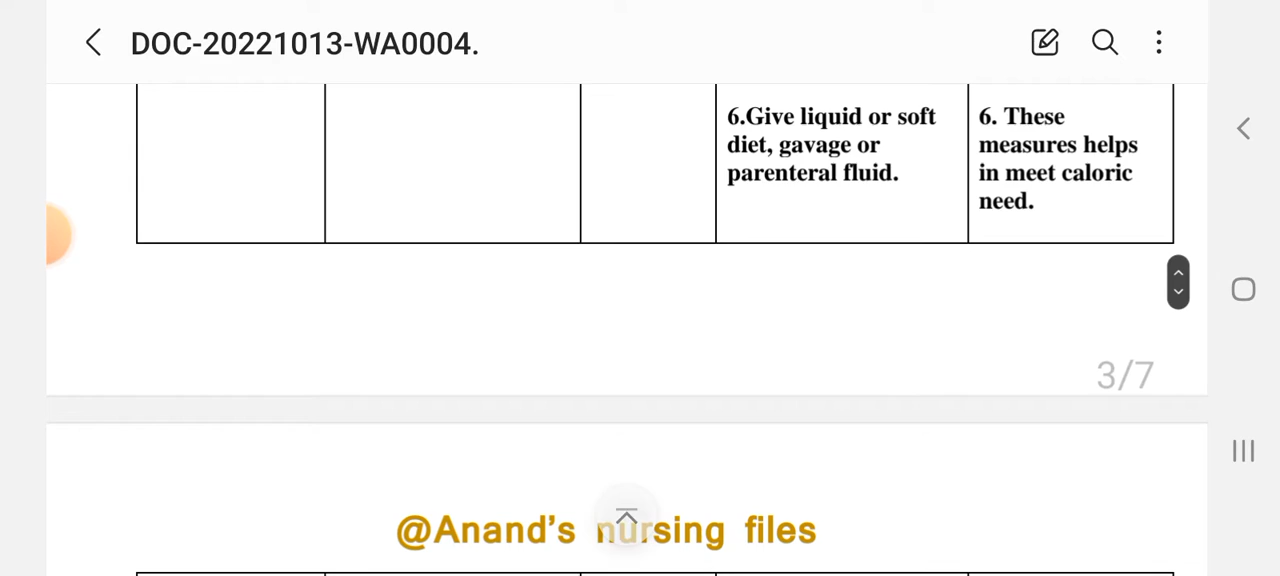 DOC-20221013-WA0004.
6.Give liquid or soft
diet, gavage or
parenteral fluid.
6. These
measures helps
in meet caloric
need.
3/7
@Anand's nursing files